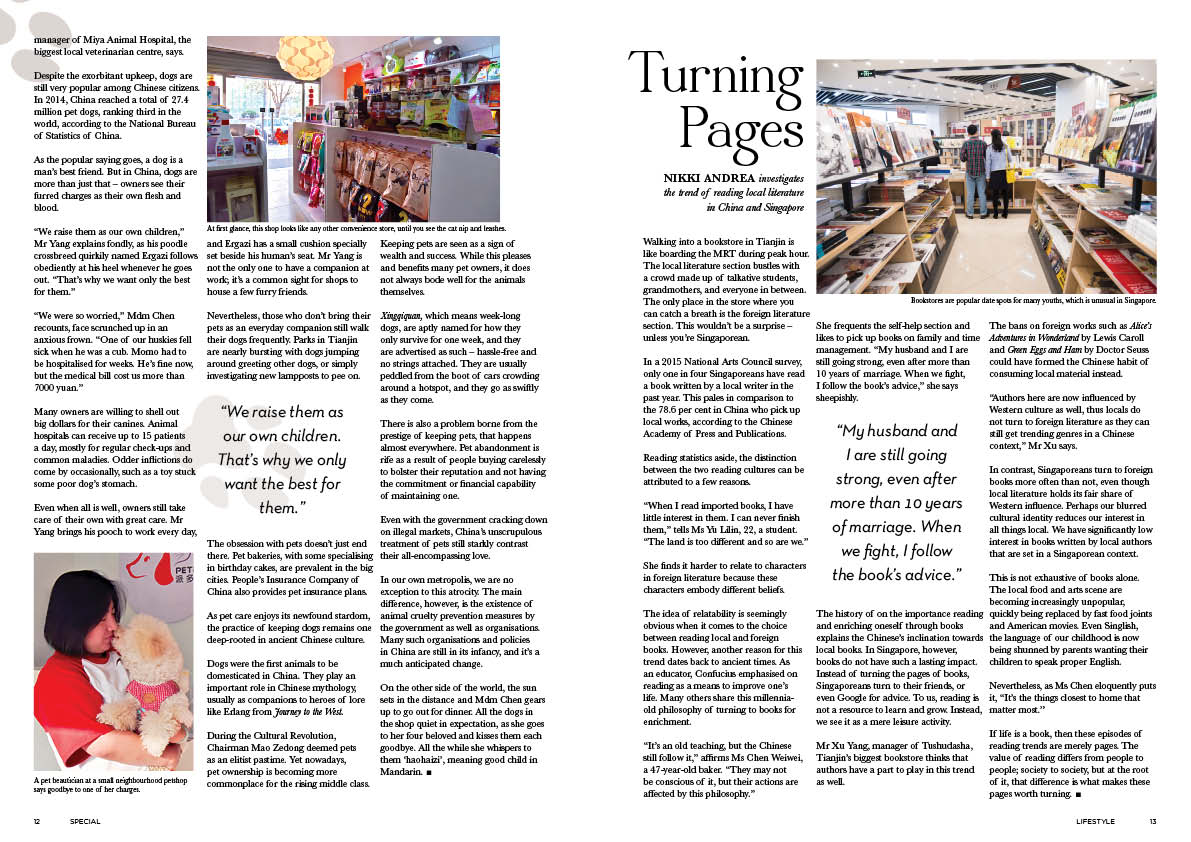 manager of Miya Animal Hospital, the
biggest local veterinarian centre, says.
Despite the exorbitant upkeep, dogs are
still very popular among Chinese citizens.
In 2014, China reached a total of 27.4
million pet dogs, ranking third in the
world, according to the National Bureau
of Statistics of China.
As the popular saying goes, a dog is a
man's best friend. But in China, dogs are
more than just that – owners see their
furred charges as their own flesh and
blood.
“We raise them as our own children,”
Mr Yang explains fondly, as his poodle
crossbreed quirkily named Ergazi follows
obediently at his heel whenever he goes
out. “That's why we want only the best
for them.”
“We were so worried,” Mdm Chen
recounts, face scrunched up in an
anxious frown. “One of our huskies fell
sick when he was a cub. Momo had to
be hospitalised for weeks. He's fine now,
but the medical bill cost us more than
7000 yuan.”
Many owners are willing to shell out
big dollars for their canines. Animal
hospitals can receive up to 15 patients
a day, mostly for regular check-ups and
common maladies. Odder inflictions do
come by occasionally, such as a toy stuck
some poor dog's stomach.
Even when all is well, owners still take
care of their own with great care. Mr
Yang brings his pooch to work every day,
PET
派多
A pet beautician at a small neighbourhood petshop
says goodbye to one of her charges.
At first glance, this shop looks like any other convenience store, until you see the cat nip and leashes.
and Ergazi has a small cushion specially
set beside his human's seat. Mr Yang is
not the only one to have a companion at
work; it's a common sight for shops to
house a few furry friends.
Nevertheless, those who don't bring their
pets as an everyday companion still walk
their dogs frequently. Parks in Tianjin
are nearly bursting with dogs jumping
around greeting other dogs, or simply
investigating new lampposts to pee on.
“We raise them as
our own children.
That's why we only
want the best for
them.”
The obsession with pets doesn't just end
there. Pet bakeries, with some specialising
in birthday cakes, are prevalent in the big
cities. People's Insurance Company of
China also provides pet insurance plans.
As pet care enjoys its newfound stardom,
the practice of keeping dogs remains one
deep-rooted in ancient Chinese culture.
Dogs were the first animals to be
domesticated in China. They play an
important role in Chinese mythology,
usually as companions to heroes of lore
like Erlang from Journey to the West.
During the Cultural Revolution,
Chairman Mao Zedong deemed pets
as an elitist pastime. Yet nowadays,
pet ownership is becoming more
commonplace for the rising middle class.
Keeping pets are seen as a sign of
wealth and success. While this pleases
and benefits many pet owners, it does
not always bode well for the animals
themselves.
Xingqiquan, which means week-long
dogs, are aptly named for how they
only survive for one week, and they
are advertised as such – hassle-free and
no strings attached. They are usually
peddled from the boot of cars crowding
around a hotspot, and they go as swiftly
as they come.
There is also a problem borne from the
prestige of keeping pets, that happens
almost everywhere. Pet abandonment is
rife as a result of people buying carelessly
to bolster their reputation and not having
the commitment or financial capability
of maintaining one.
Even with the government cracking down
on illegal markets, China's unscrupulous
treatment of pets still starkly contrast
their all-encompassing love.
In our own metropolis, we are no
exception to this atrocity. The main
difference, however, is the existence of
animal cruelty prevention measures by
the government as well as organisations.
Many such organisations and policies
in China are still in its infancy, and it's a
much anticipated change.
On the other side of the world, the sun
sets in the distance and Mdm Chen gears
up to go out for dinner. All the dogs in
the shop quiet in expectation, as she goes
to her four beloved and kisses them each
goodbye. All the while she whispers to
them 'haohaizi', meaning good child in
Mandarin. ■
12 SPECIAL
Turning
Pages
NIKKI ANDREA investigates
the trend of reading local literature
in China and Singapore
Bookstores are popular date spots for many youths, which is unusual in Singapore.
Walking into a bookstore in Tianjin is
like boarding the MRT during peak hour.
The local literature section bustles with
a crowd made up of talkative students,
grandmothers, and everyone in between.
The only place in the store where you
can catch a breath is the foreign literature
section. This wouldn't be a surprise –
unless you're Singaporean.
In a 2015 National Arts Council survey,
only one in four Singaporeans have read
a book written by a local writer in the
past year. This pales in comparison to
the 78.6 per cent in China who pick up
local works, according to the Chinese
Academy of Press and Publications.
Reading statistics aside, the distinction
between the two reading cultures can be
attributed to a few reasons.
“When I read imported books, I have
little interest in them. I can never finish
them,” tells Ms Yu Lilin, 22, a student.
“The land is too different and so are we.”
She finds it harder to relate to characters
in foreign literature because these
characters embody different beliefs.
The idea of relatability is seemingly
obvious when it comes to the choice
between reading local and foreign
books. However, another reason for this
trend dates back to ancient times. As
an educator, Confucius emphasised on
reading as a means to improve one's
life. Many others share this millennia-
old philosophy of turning to books for
enrichment.
“It's an old teaching, but the Chinese
still follow it,” affirms Ms Chen Weiwei,
a 47-year-old baker. “They may not
be conscious of it, but their actions are
affected by this philosophy.”
She frequents the self-help section and
likes to pick up books on family and time
management. “My husband and I are
still going strong, even after more than
10 years of marriage. When we fight,
I follow the book's advice,” she says
sheepishly.
“My husband and
I are still going
strong, even after
more than 10 years
of marriage. When
we fight, I follow
the book's advice.”
The history of on the importance reading
and enriching oneself through books
explains the Chinese's inclination towards
local books. In Singapore, however,
books do not have such a lasting impact.
Instead of turning the pages of books,
Singaporeans turn to their friends, or
even Google for advice. To us, reading is
not a resource to learn and grow. Instead,
we see it as a mere leisure activity.
Mr Xu Yang, manager of Tushudasha,
Tianjin's biggest bookstore thinks that
authors have a part to play in this trend
as well.
The bans on foreign works such as Alice's
Adventures in Wonderland by Lewis Caroll
and Green Eggs and Ham by Doctor Seuss
could have formed the Chinese habit of
consuming local material instead.
“Authors here are now influenced by
Western culture as well, thus locals do
not turn to foreign literature as they can
still get trending genres in a Chinese
context,” Mr Xu says.
In contrast, Singaporeans turn to foreign
books more often than not, even though
local literature holds its fair share of
Western influence. Perhaps our blurred
cultural identity reduces our interest in
all things local. We have significantly low
interest in books written by local authors
that are set in a Singaporean context.
This is not exhaustive of books alone.
The local food and arts scene are
becoming increasingly unpopular,
quickly being replaced by fast food joints
and American movies. Even Singlish,
the language of our childhood is now
being shunned by parents wanting their
children to speak proper English.
Nevertheless, as Ms Chen eloquently puts
it, “It's the things closest to home that
matter most.”
If life is a book, then these episodes of
reading trends are merely pages. The
value of reading differs from people to
people; society to society, but at the root
of it, that difference is what makes these
pages worth turning. ■
LIFESTYLE 13